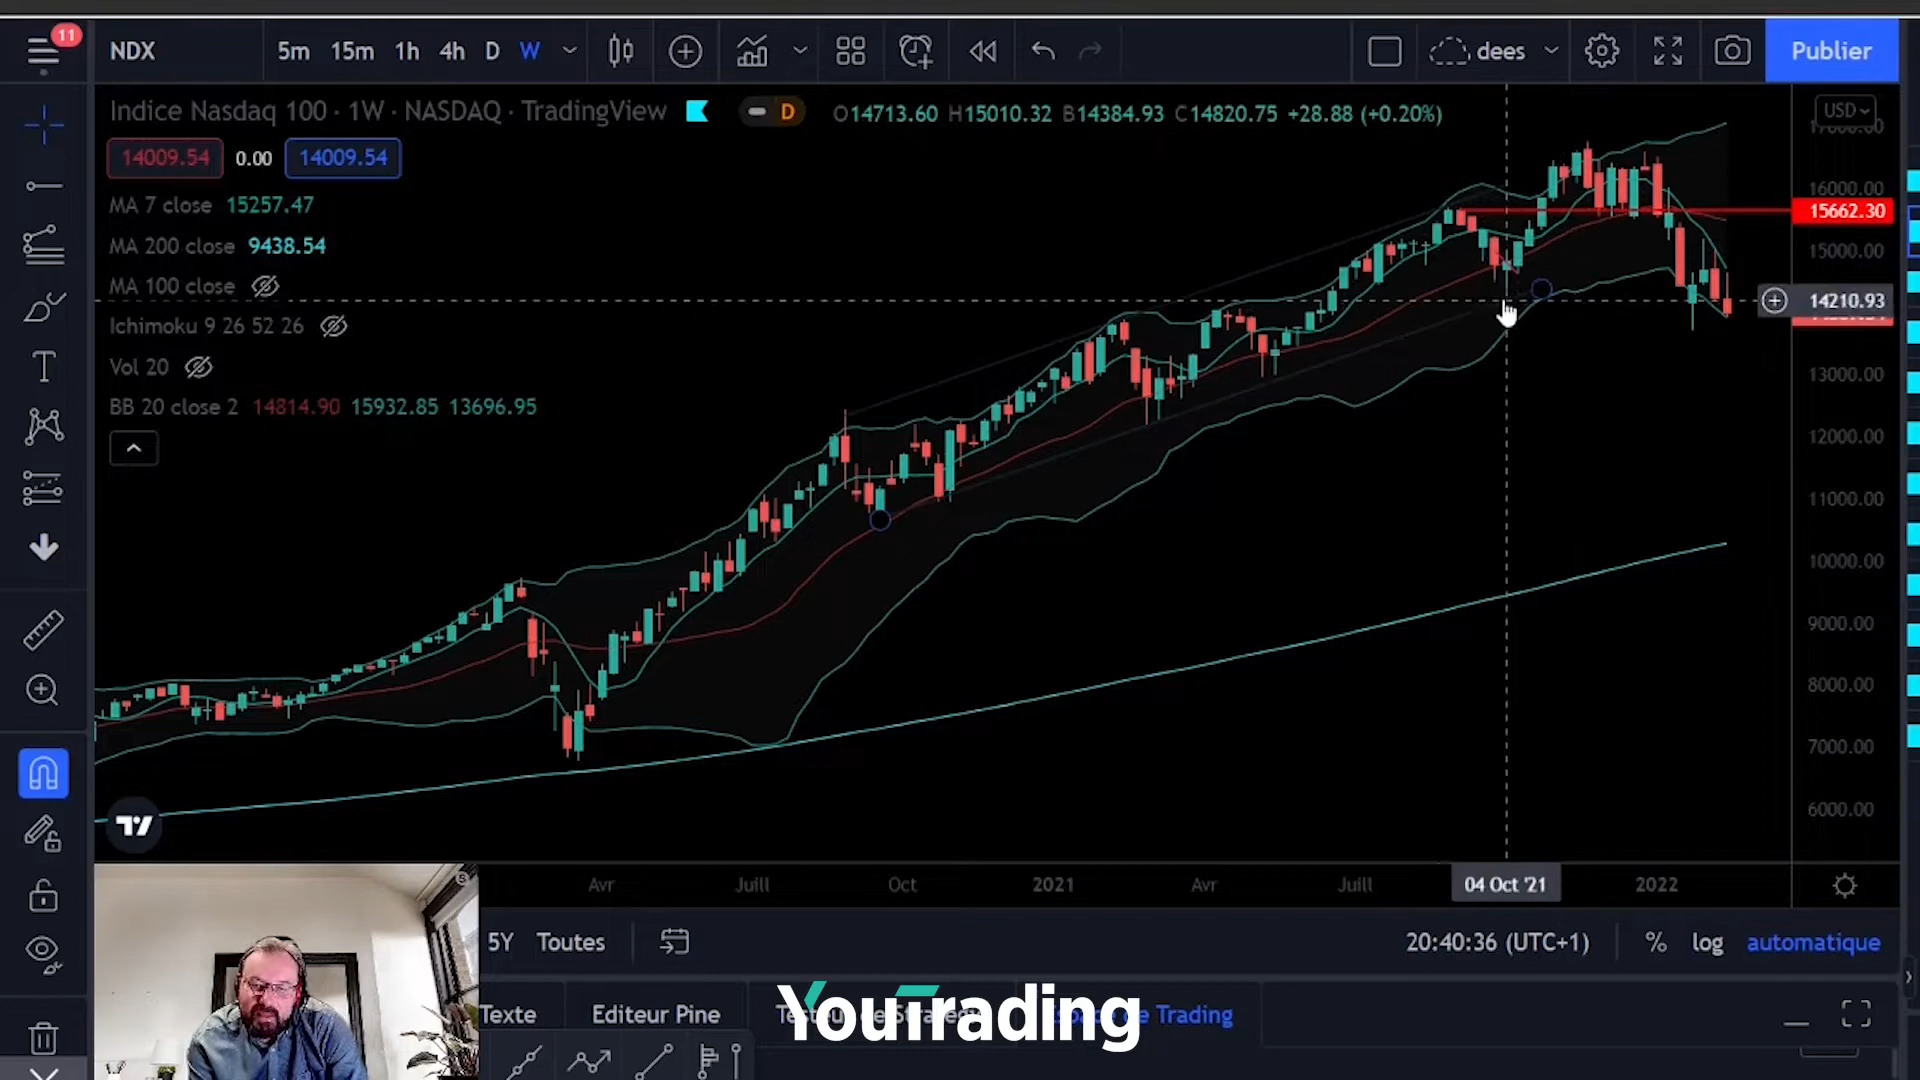 11
NDX 5m 15m 1h 4h D W dees Publier
Indice Nasdaq 100 · 1W · NASDAQ · TradingView D O14713.60 H15010.32 B14384.93 C14820.75 +28.88 (+0.20%) USD
14009.54 0.00 14009.54
MA 7 close 15257.47
MA 200 close 9438.54
MA 100 close
Ichimoku 9 26 52 26
Vol 20
BB 20 close 2 14814.90 15932.85 13696.95
17000.00
16000.00
15662.30
15000.00
14210.93
13000.00
12000.00
11000.00
10000.00
9000.00
8000.00
7000.00
6000.00
Avr Juill Oct 2021 Avr Juill 04 Oct '21 2022
5Y Toutes 20:40:36 (UTC+1) % log automatique
Texte Editeur Pine de Trading
YouTrading